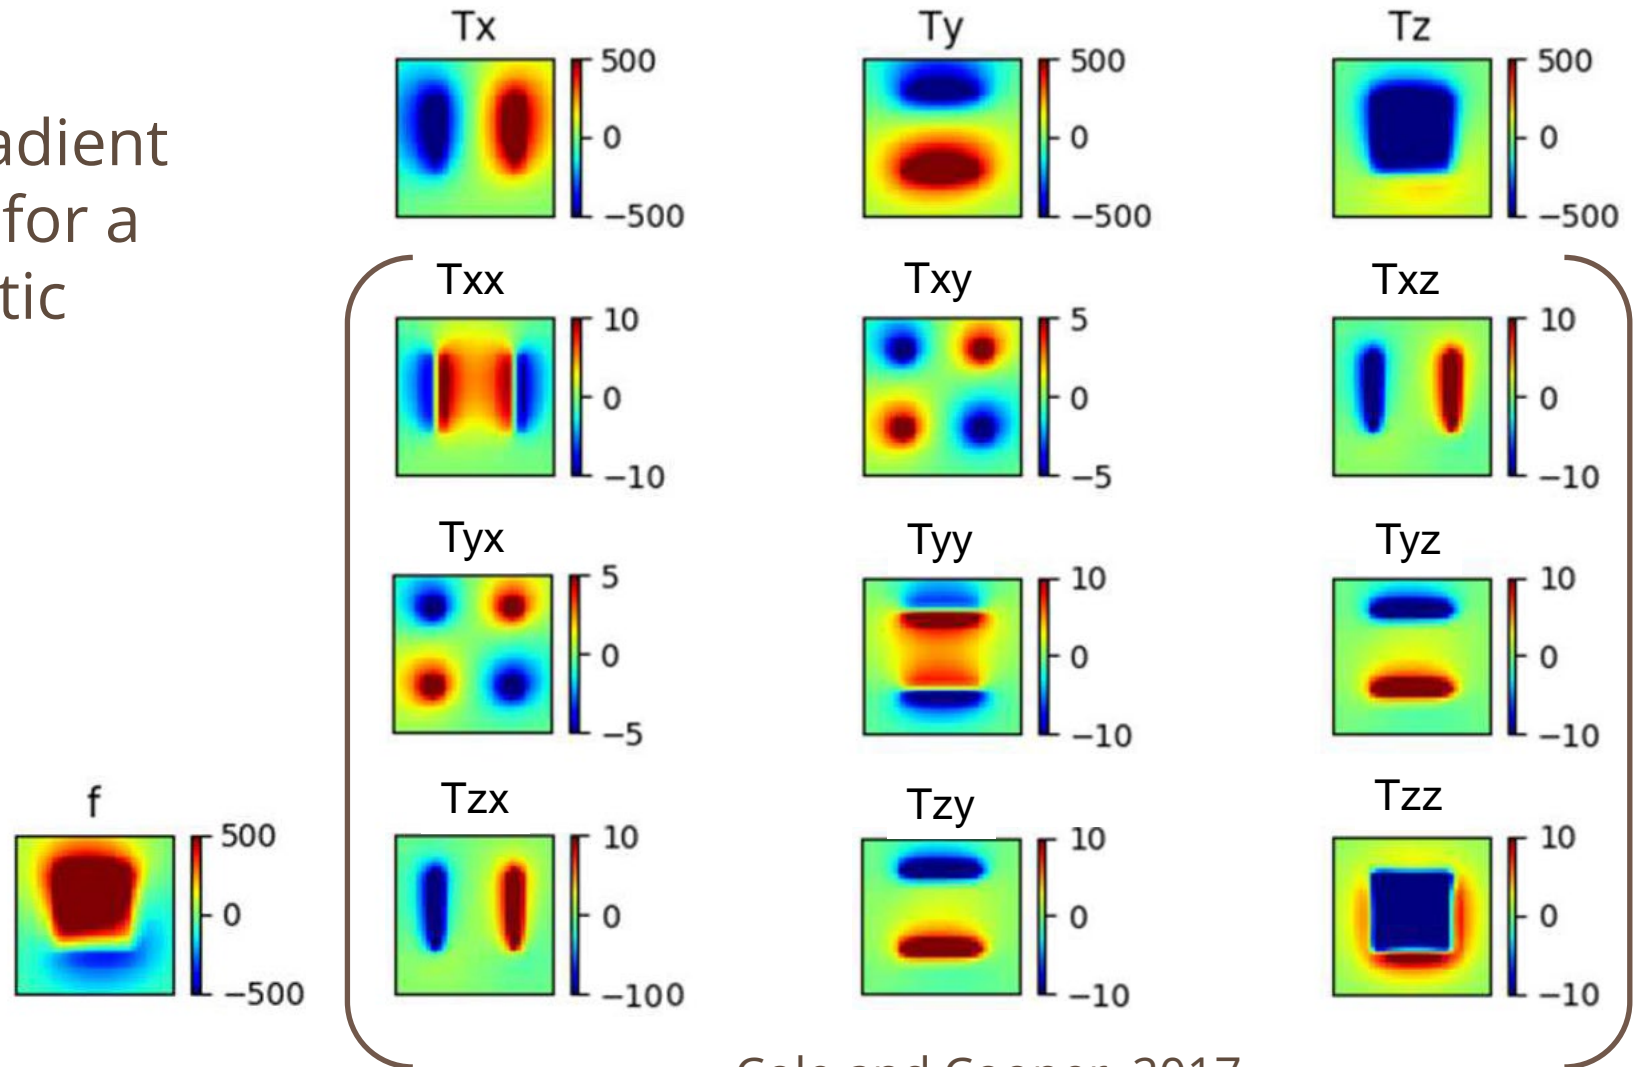 Tx Ty Tz
500 500 500
0 0 0
−500 −500 −500
adient
for a
tic
Txx Txy Txz
10 5 10
0 0 0
−10 −5 −10
Tyx Tyy Tyz
5 10 10
0 0 0
−5 −10 −10
f Tzx Tzy Tzz
500 10 10 10
0 0 0 0
−500 −100 −10 −10
2017